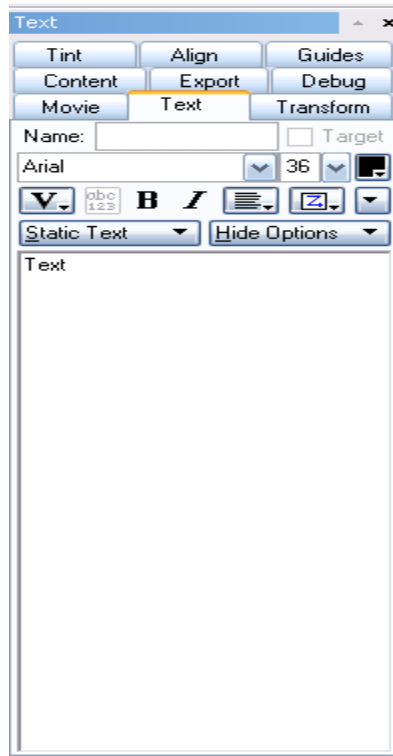 Text
Tint Align Guides
Content Export Debug
Movie Text Transform
Name: Target
Arial 36
V abc 123 B I Z
Static Text Hide Options
Text